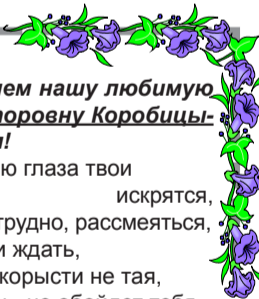 ем нашу любимую
оровну Коробицы-
!
ю глаза твои
искрятся,
трудно, рассмеяться,
и ждать,
корысти не тая,